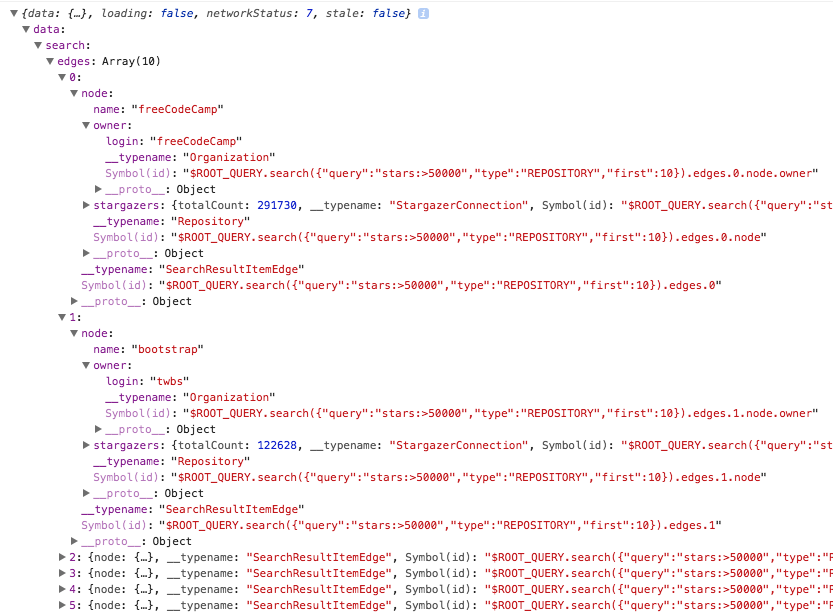 {data: {…}, loading: false, networkStatus: 7, stale: false} i
data:
search:
edges: Array(10)
0:
node:
name: "freeCodeCamp"
owner:
login: "freeCodeCamp"
__typename: "Organization"
Symbol(id): "$ROOT_QUERY.search({"query":"stars:>50000","type":"REPOSITORY","first":10}).edges.0.node.owner"
__proto__: Object
stargazers: {totalCount: 291730, __typename: "StargazerConnection", Symbol(id): "$ROOT_QUERY.search({"query":"st
__typename: "Repository"
Symbol(id): "$ROOT_QUERY.search({"query":"stars:>50000","type":"REPOSITORY","first":10}).edges.0.node"
__proto__: Object
__typename: "SearchResultItemEdge"
Symbol(id): "$ROOT_QUERY.search({"query":"stars:>50000","type":"REPOSITORY","first":10}).edges.0"
__proto__: Object
1:
node:
name: "bootstrap"
owner:
login: "twbs"
__typename: "Organization"
Symbol(id): "$ROOT_QUERY.search({"query":"stars:>50000","type":"REPOSITORY","first":10}).edges.1.node.owner"
__proto__: Object
stargazers: {totalCount: 122628, __typename: "StargazerConnection", Symbol(id): "$ROOT_QUERY.search({"query":"st
__typename: "Repository"
Symbol(id): "$ROOT_QUERY.search({"query":"stars:>50000","type":"REPOSITORY","first":10}).edges.1.node"
__proto__: Object
__typename: "SearchResultItemEdge"
Symbol(id): "$ROOT_QUERY.search({"query":"stars:>50000","type":"REPOSITORY","first":10}).edges.1"
__proto__: Object
2: {node: {…}, __typename: "SearchResultItemEdge", Symbol(id): "$ROOT_QUERY.search({"query":"stars:>50000","type":"R
3: {node: {…}, __typename: "SearchResultItemEdge", Symbol(id): "$ROOT_QUERY.search({"query":"stars:>50000","type":"R
4: {node: {…}, __typename: "SearchResultItemEdge", Symbol(id): "$ROOT_QUERY.search({"query":"stars:>50000","type":"R
5: {node: {…}, __typename: "SearchResultItemEdge", Symbol(id): "$ROOT_QUERY.search({"query":"stars:>50000","type":"R